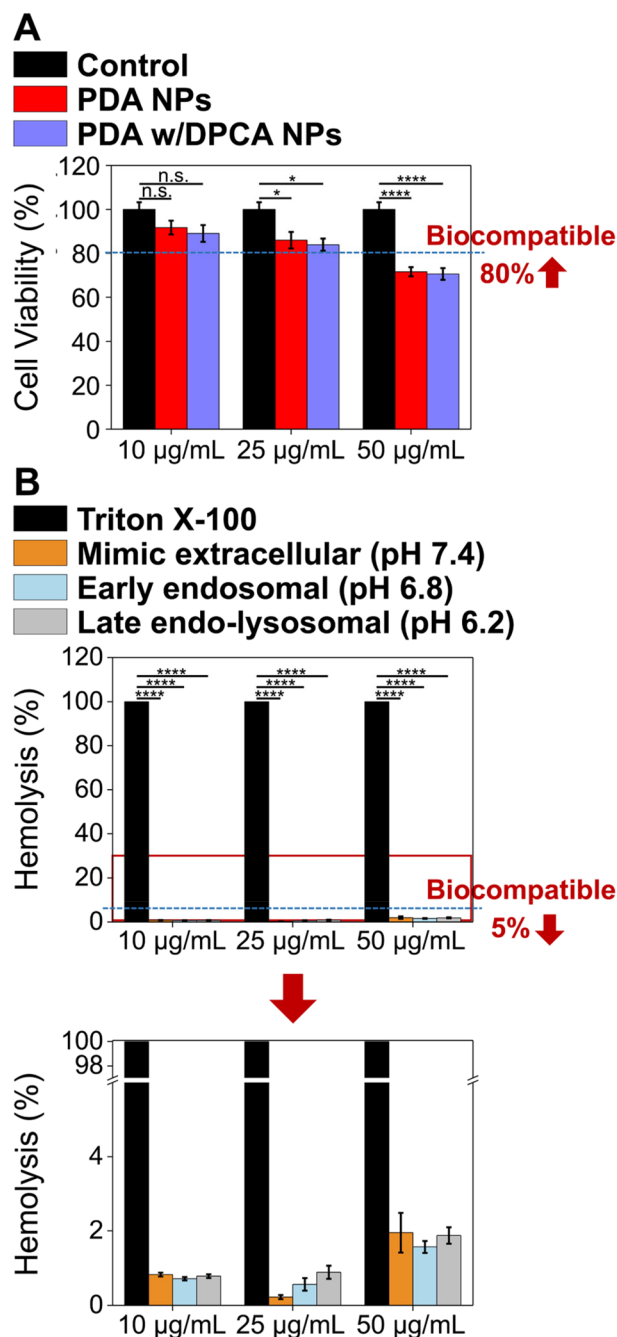 A
Control
PDA NPs
PDA w/DPCA NPs
Cell Viability (%)
120
100
80
60
40
20
0
n.s.
n.s.
*
*
****
****
Biocompatible
80%
10 µg/mL 25 µg/mL 50 µg/mL
B
Triton X-100
Mimic extracellular (pH 7.4)
Early endosomal (pH 6.8)
Late endo-lysosomal (pH 6.2)
Hemolysis (%)
120
100
80
60
40
20
0
****
****
****
****
****
****
****
****
****
Biocompatible
5%
10 µg/mL 25 µg/mL 50 µg/mL
Hemolysis (%)
100
98
4
2
0
10 µg/mL 25 µg/mL 50 µg/mL